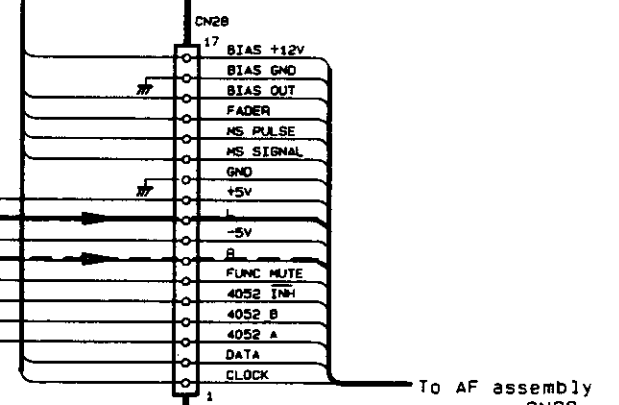 CN28
17
BIAS +12V
BIAS GND
BIAS OUT
FADER
MS PULSE
MS SIGNAL
GND
+5V
L
-5V
R
FUNC MUTE
4052 INH
4052 B
4052 A
DATA
CLOCK
1
To AF assembly